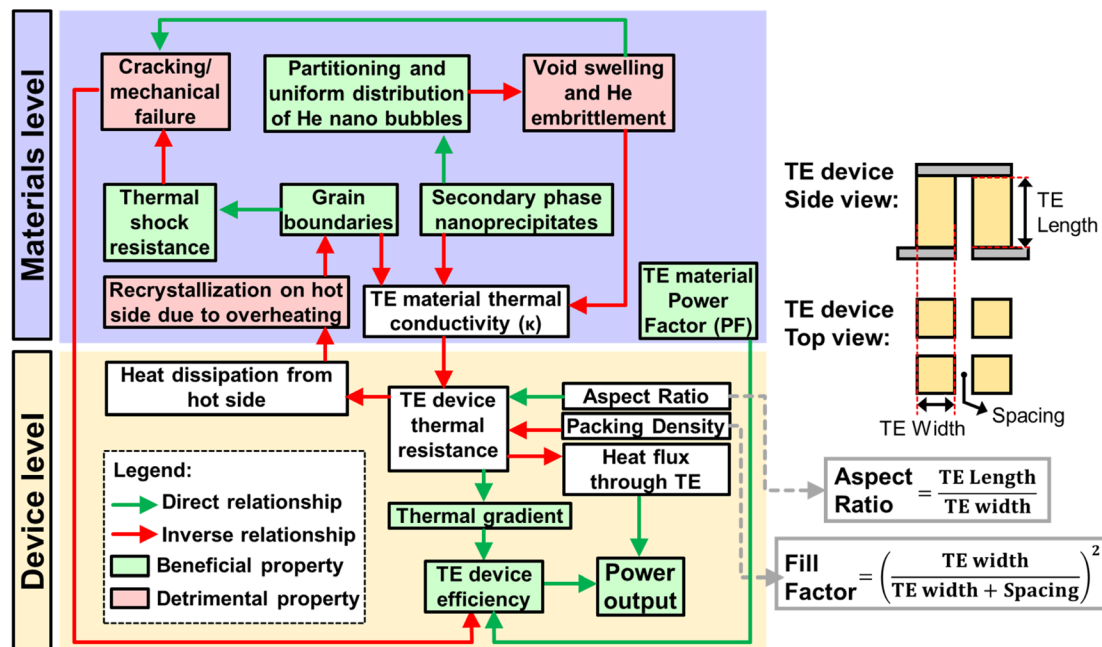 Materials level
Cracking/
mechanical
failure
Partitioning and
uniform distribution
of He nano bubbles
Void swelling
and He
embrittlement
Thermal
shock
resistance
Grain
boundaries
Secondary phase
nanoprecipitates
Recrystallization on hot
side due to overheating
TE material thermal
conductivity (κ)
TE material
Power
Factor (PF)
Device level
Heat dissipation from
hot side
TE device
thermal
resistance
Aspect Ratio
Packing Density
Heat flux
through TE
Thermal gradient
TE device
efficiency
Power
output
Legend:
Direct relationship
Inverse relationship
Beneficial property
Detrimental property
TE device
Side view:
TE
Length
TE device
Top view:
Spacing
TE Width
Aspect Ratio = TE Length / TE width
Fill Factor = (TE width / TE width + Spacing)²